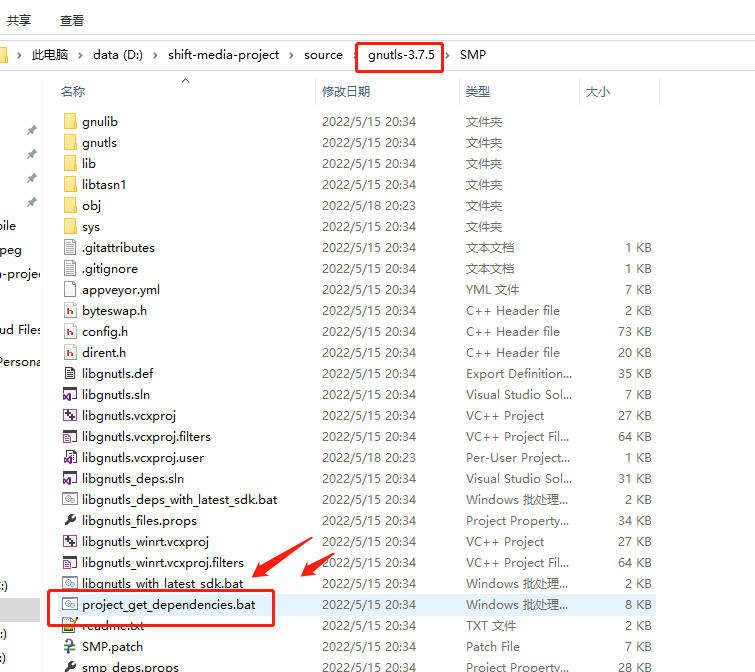 共享 查看
此电脑 > data (D:) > shift-media-project > source > gnutls-3.7.5 > SMP
名称 修改日期 类型 大小
gnulib 2022/5/15 20:34 文件夹
gnutls 2022/5/15 20:34 文件夹
lib 2022/5/15 20:34 文件夹
libtasn1 2022/5/15 20:34 文件夹
obj 2022/5/18 20:23 文件夹
sys 2022/5/15 20:34 文件夹
ile
.gitattributes 2022/5/15 20:34 文本文档 1 KB
peg
.gitignore 2022/5/15 20:34 文本文档 1 KB
a-projec
appveyor.yml 2022/5/15 20:34 YML 文件 7 KB
byteswap.h 2022/5/15 20:34 C++ Header file 2 KB
ud Files
config.h 2022/5/15 20:34 C++ Header file 73 KB
dirent.h 2022/5/15 20:34 C++ Header file 20 KB
Persona
libgnutls.def 2022/5/15 20:34 Export Definition... 35 KB
libgnutls.sln 2022/5/15 20:34 Visual Studio Sol... 7 KB
libgnutls.vcxproj 2022/5/15 20:34 VC++ Project 27 KB
libgnutls.vcxproj.filters 2022/5/15 20:34 VC++ Project Fil... 64 KB
libgnutls.vcxproj.user 2022/5/18 20:23 Per-User Project... 1 KB
libgnutls_deps.sln 2022/5/15 20:34 Visual Studio Sol... 31 KB
libgnutls_deps_with_latest_sdk.bat 2022/5/15 20:34 Windows 批处理... 2 KB
libgnutls_files.props 2022/5/15 20:34 Project Property... 34 KB
libgnutls_winrt.vcxproj 2022/5/15 20:34 VC++ Project 27 KB
libgnutls_winrt.vcxproj.filters 2022/5/15 20:34 VC++ Project Fil... 64 KB
:)
libgnutls_with_latest_sdk.bat 2022/5/15 20:34 Windows 批处理... 2 KB
project_get_dependencies.bat 2022/5/15 20:34 Windows 批处理... 8 KB
readme.txt 2022/5/15 20:34 TXT 文件 2 KB
:)
SMP.patch 2022/5/15 20:34 Patch File 7 KB
:)
smp_deps.props 2022/5/15 20:34 Project Property... 28 KB